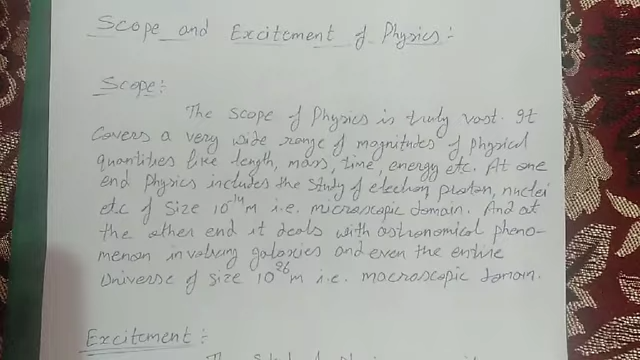 Scope and Excitement of Physics:-
Scope:-
The Scope of Physics is truly vast. It
Covers a very wide range of magnitudes of physical
quantities like length, mass, time, energy etc. At one
end Physics includes the study of electron, proton, nuclei
etc of Size 10⁻¹⁴m i.e. microscopic domain. And at
the other end it deals with astronomical pheno-
menon involving galaxies and even the entire
Universe of Size 10²⁶m i.e. macroscopic domain.
Excitement:-